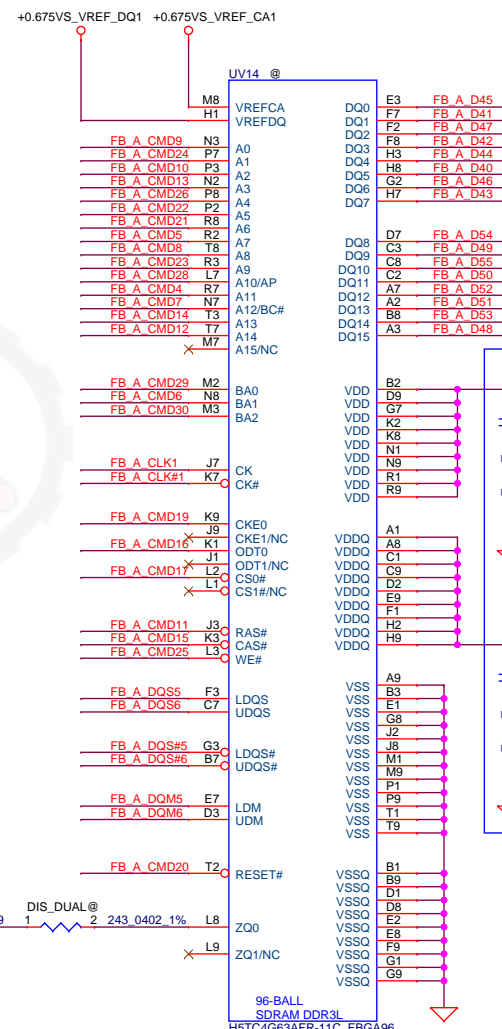 +0.675VS_VREF_DQ1 +0.675VS_VREF_CA1
UV14 @
M8 VREFCA DQ0 E3 FB_A_D45
H1 VREFDQ DQ1 F7 FB_A_D41
DQ2 F2 FB_A_D47
FB_A_CMD9 N3 A0 DQ3 F8 FB_A_D42
FB_A_CMD24 P7 A1 DQ4 H3 FB_A_D44
FB_A_CMD10 P3 A2 DQ5 H8 FB_A_D40
FB_A_CMD13 N2 A3 DQ6 G2 FB_A_D46
FB_A_CMD26 P8 A4 DQ7 H7 FB_A_D43
FB_A_CMD22 P2 A5
FB_A_CMD21 R8 A6
FB_A_CMD5 R2 A7 DQ8 D7 FB_A_D54
FB_A_CMD8 T8 A8 DQ9 C3 FB_A_D49
FB_A_CMD23 R3 A9 DQ10 C8 FB_A_D55
FB_A_CMD28 L7 A10/AP DQ11 C2 FB_A_D50
FB_A_CMD4 R7 A11 DQ12 A7 FB_A_D52
FB_A_CMD7 N7 A12/BC# DQ13 A2 FB_A_D51
FB_A_CMD14 T3 A13 DQ14 B8 FB_A_D53
FB_A_CMD12 T7 A14 DQ15 A3 FB_A_D48
M7 A15/NC
FB_A_CMD29 M2 BA0 VDD B2
FB_A_CMD6 N8 BA1 VDD D9
FB_A_CMD30 M3 BA2 VDD G7
VDD K2
VDD K8
VDD N1
FB_A_CLK1 J7 CK VDD N9
FB_A_CLK#1 K7 CK# VDD R1
VDD R9
FB_A_CMD19 K9 CKE0
J9 CKE1/NC VDDQ A1
FB_A_CMD16 K1 ODT0 VDDQ A8
J1 ODT1/NC VDDQ C1
FB_A_CMD17 L2 CS0# VDDQ C9
L1 CS1#/NC VDDQ D2
VDDQ E9
VDDQ F1
FB_A_CMD11 J3 RAS# VDDQ H2
FB_A_CMD15 K3 CAS# VDDQ H9
FB_A_CMD25 L3 WE#
VSS A9
FB_A_DQS5 F3 LDQS VSS B3
FB_A_DQS6 C7 UDQS VSS E1
VSS G8
VSS J2
FB_A_DQS#5 G3 LDQS# VSS J8
FB_A_DQS#6 B7 UDQS# VSS M1
VSS M9
VSS P1
FB_A_DQM5 E7 LDM VSS P9
FB_A_DQM6 D3 UDM VSS T1
VSS T9
FB_A_CMD20 T2 RESET# VSSQ B1
VSSQ B9
VSSQ D1
DIS_DUAL@ VSSQ D8
9 1 2 243_0402_1% L8 ZQ0 VSSQ E2
VSSQ E8
L9 ZQ1/NC VSSQ F9
VSSQ G1
VSSQ G9
96-BALL
SDRAM DDR3L
H5TC4G63AFR-11C_FBGA96